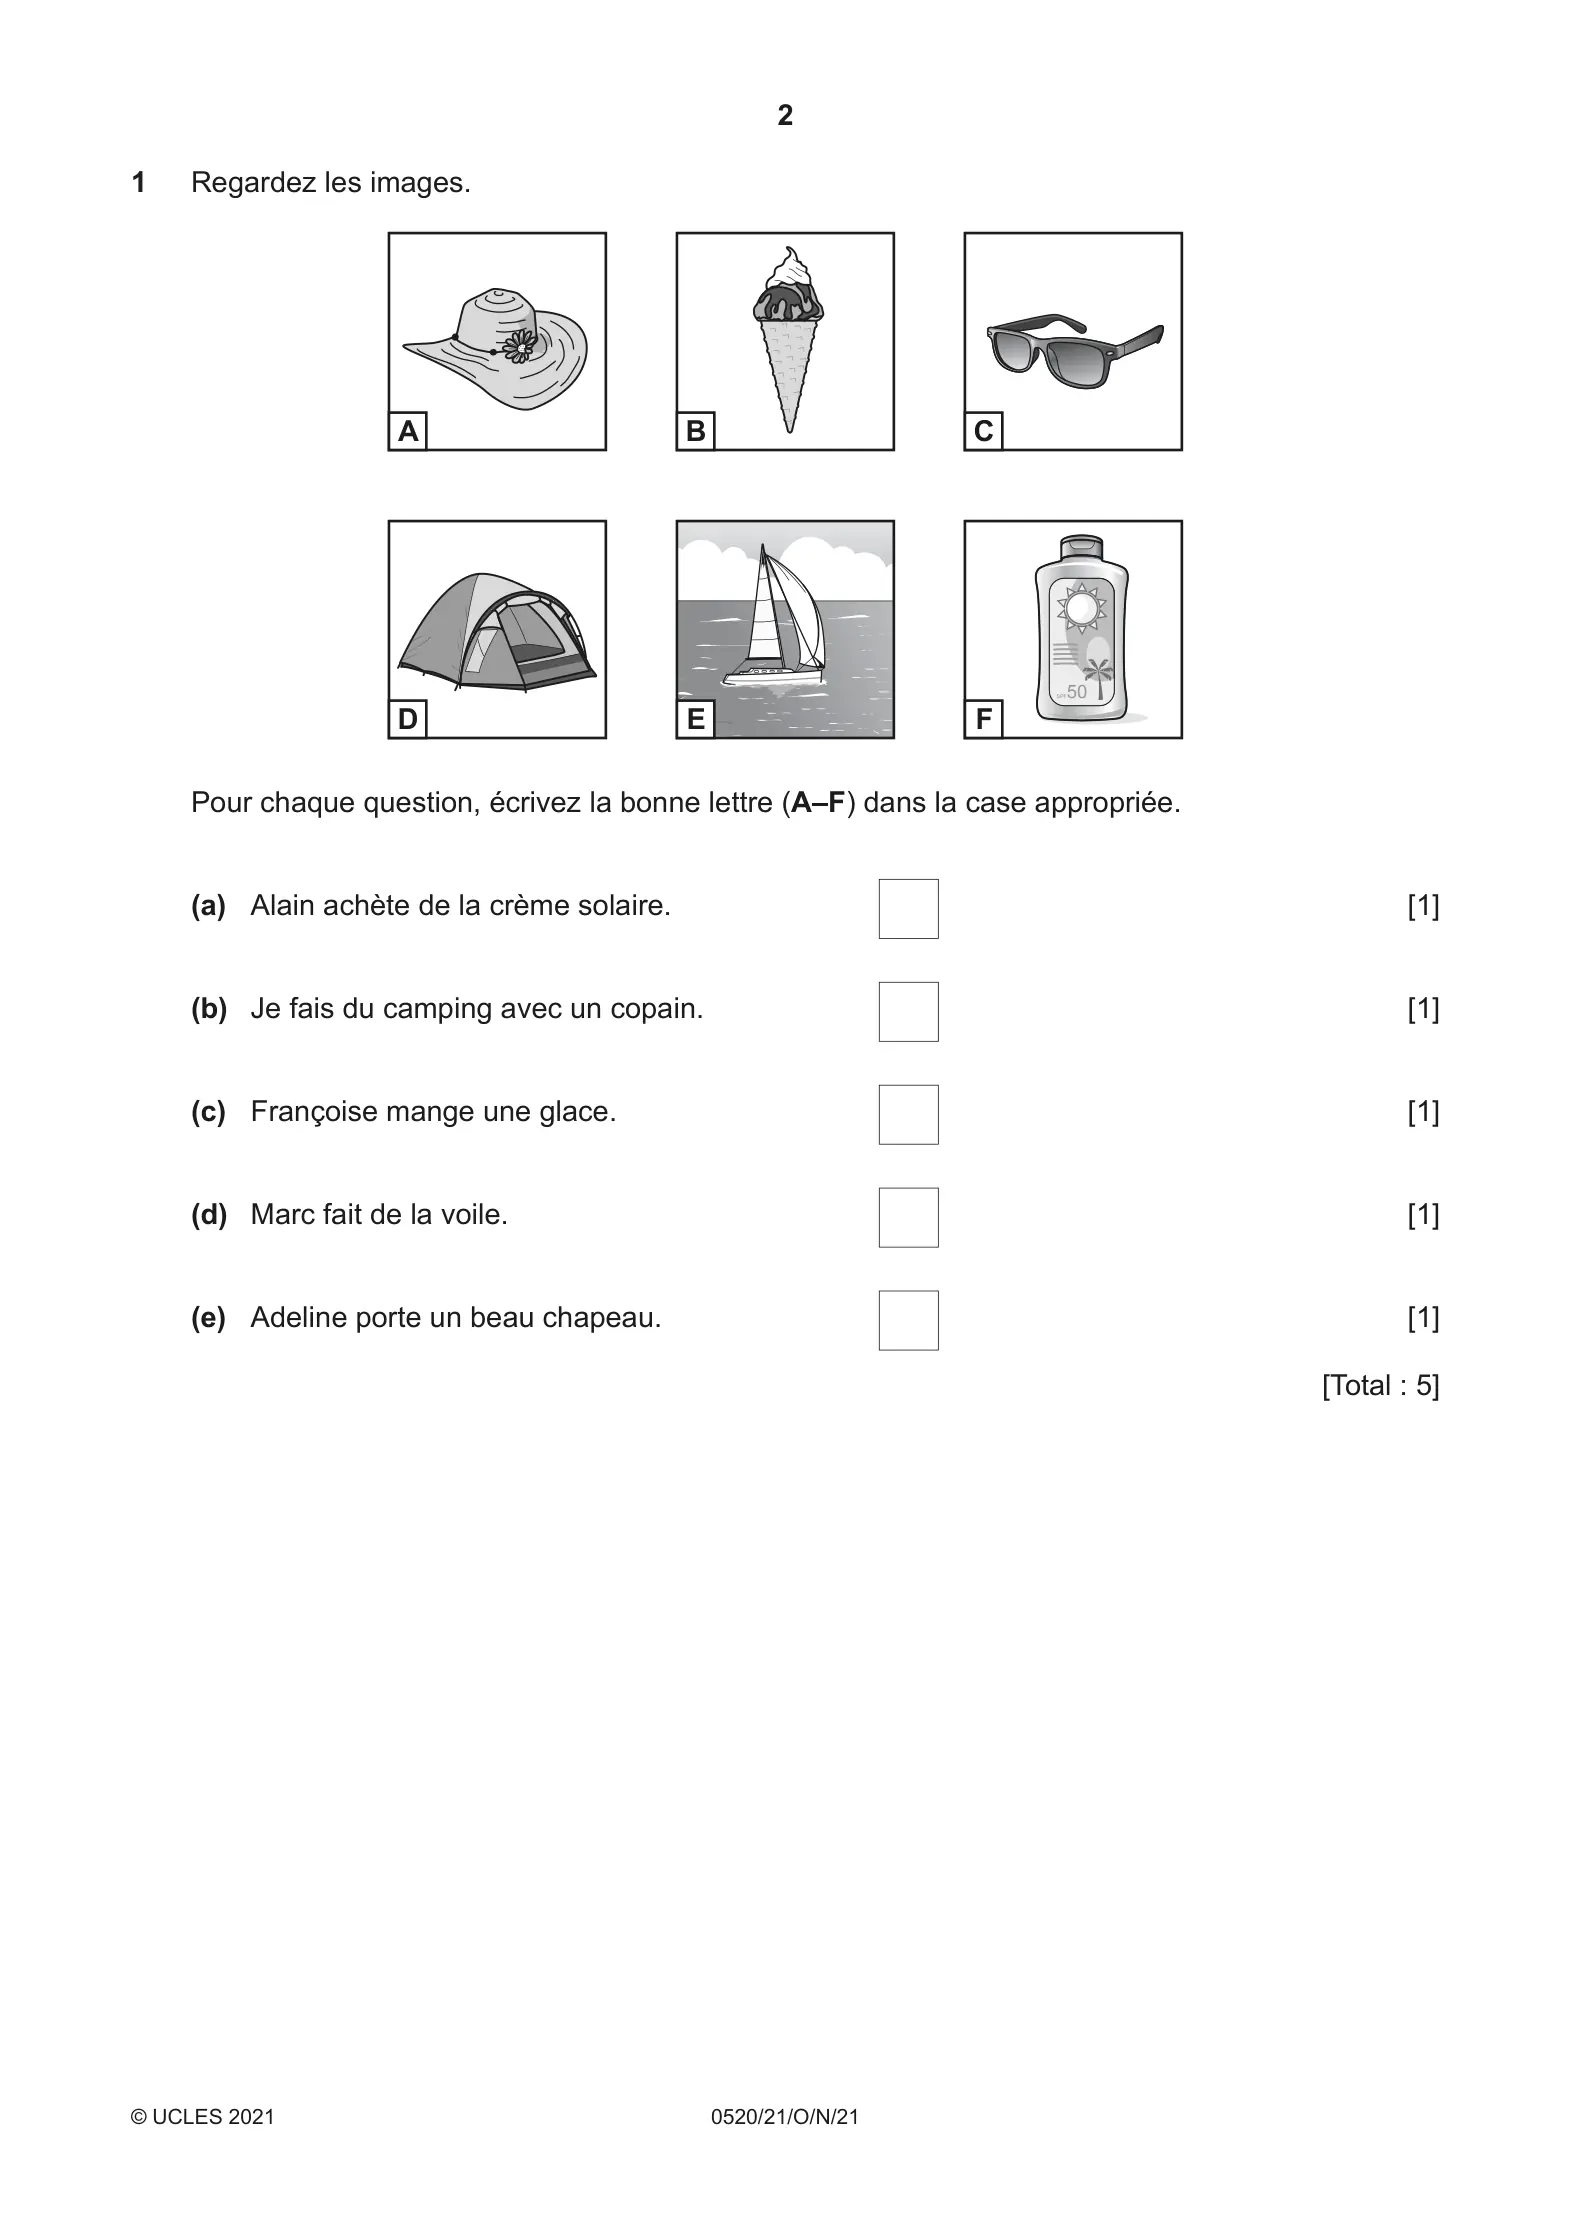 2
1 Regardez les images.
A B C
D E F
SPF 50
Pour chaque question, écrivez la bonne lettre (A–F) dans la case appropriée.
(a) Alain achète de la crème solaire. [1]
(b) Je fais du camping avec un copain. [1]
(c) Françoise mange une glace. [1]
(d) Marc fait de la voile. [1]
(e) Adeline porte un beau chapeau. [1]
[Total : 5]
© UCLES 2021 0520/21/O/N/21